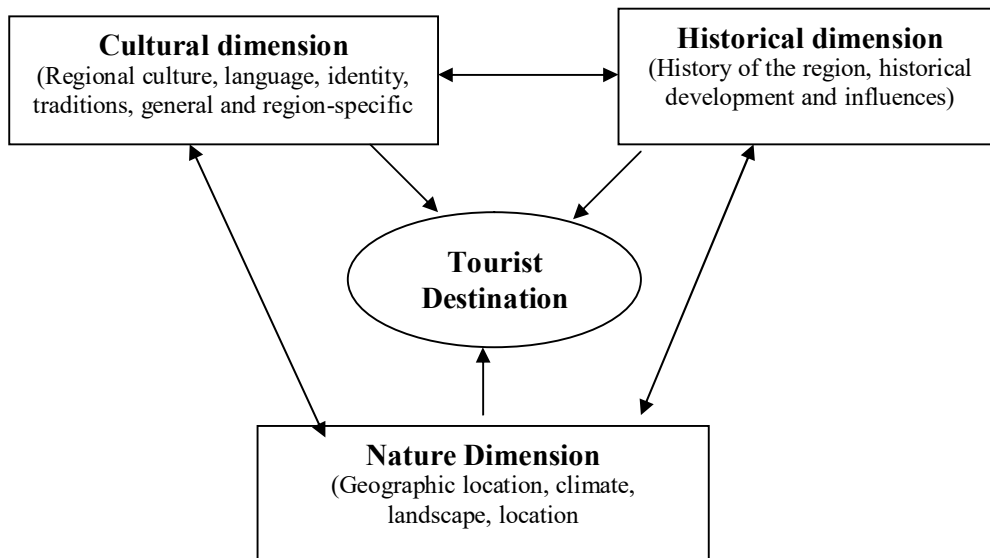 Cultural dimension
(Regional culture, language, identity,
traditions, general and region-specific
Historical dimension
(History of the region, historical
development and influences)
Tourist
Destination
Nature Dimension
(Geographic location, climate,
landscape, location